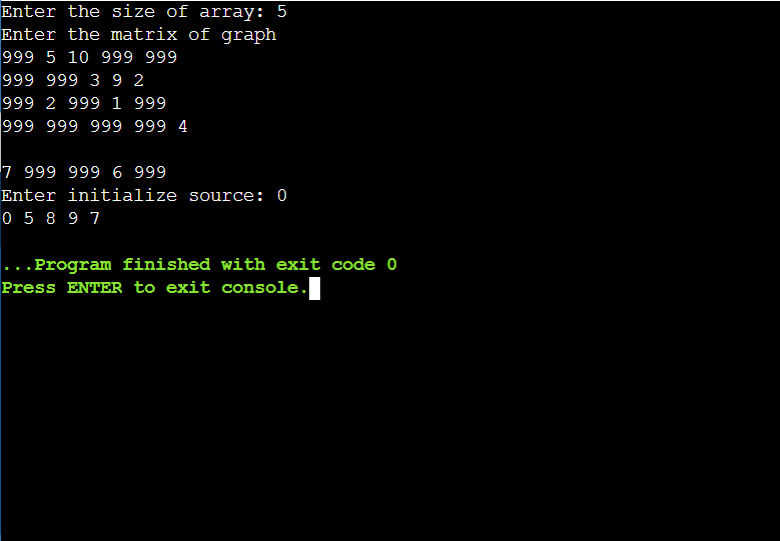 Enter the size of array: 5
Enter the matrix of graph
999 5 10 999 999
999 999 3 9 2
999 2 999 1 999
999 999 999 999 4
7 999 999 6 999
Enter initialize source: 0
0 5 8 9 7
...Program finished with exit code 0
Press ENTER to exit console.